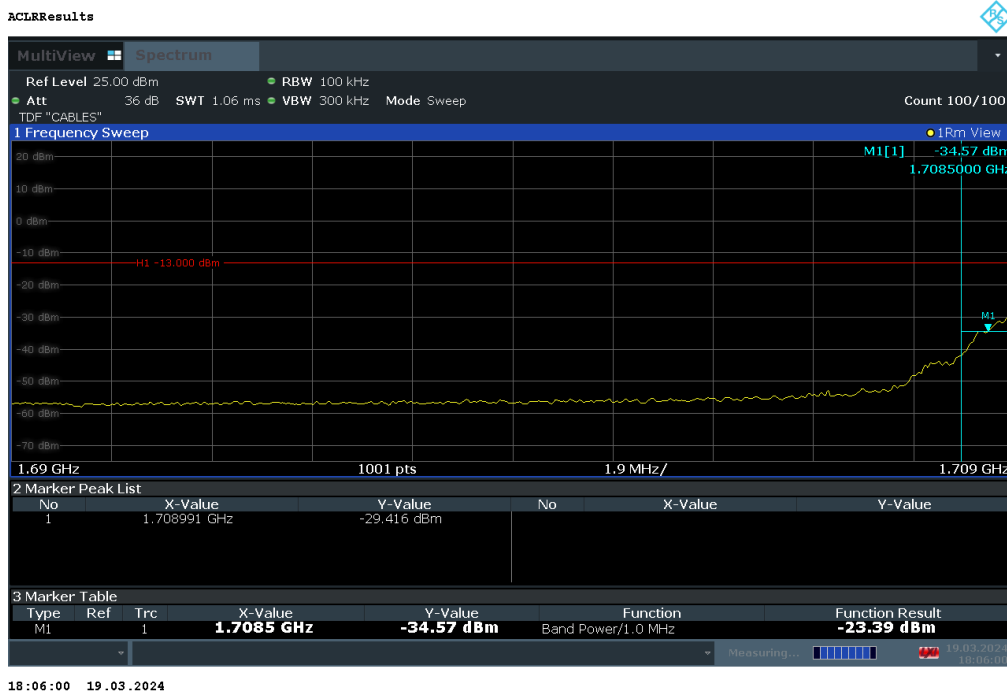 ACLRResults
R&S
MultiView Spectrum
Ref Level 25.00 dBm RBW 100 kHz
Att 36 dB SWT 1.06 ms VBW 300 kHz Mode Sweep Count 100/100
TDF "CABLES"
1 Frequency Sweep 1Rm View
M1[1] -34.57 dBm
1.7085000 GHz
20 dBm
10 dBm
0 dBm
-10 dBm
H1 -13.000 dBm
-20 dBm
-30 dBm
M1
-40 dBm
-50 dBm
-60 dBm
-70 dBm
1.69 GHz 1001 pts 1.9 MHz/ 1.709 GHz
2 Marker Peak List
No X-Value Y-Value No X-Value Y-Value
1 1.708991 GHz -29.416 dBm
3 Marker Table
Type Ref Trc X-Value Y-Value Function Function Result
M1 1 1.7085 GHz -34.57 dBm Band Power/1.0 MHz -23.39 dBm
Measuring... 19.03.2024
18:06:00
18:06:00 19.03.2024